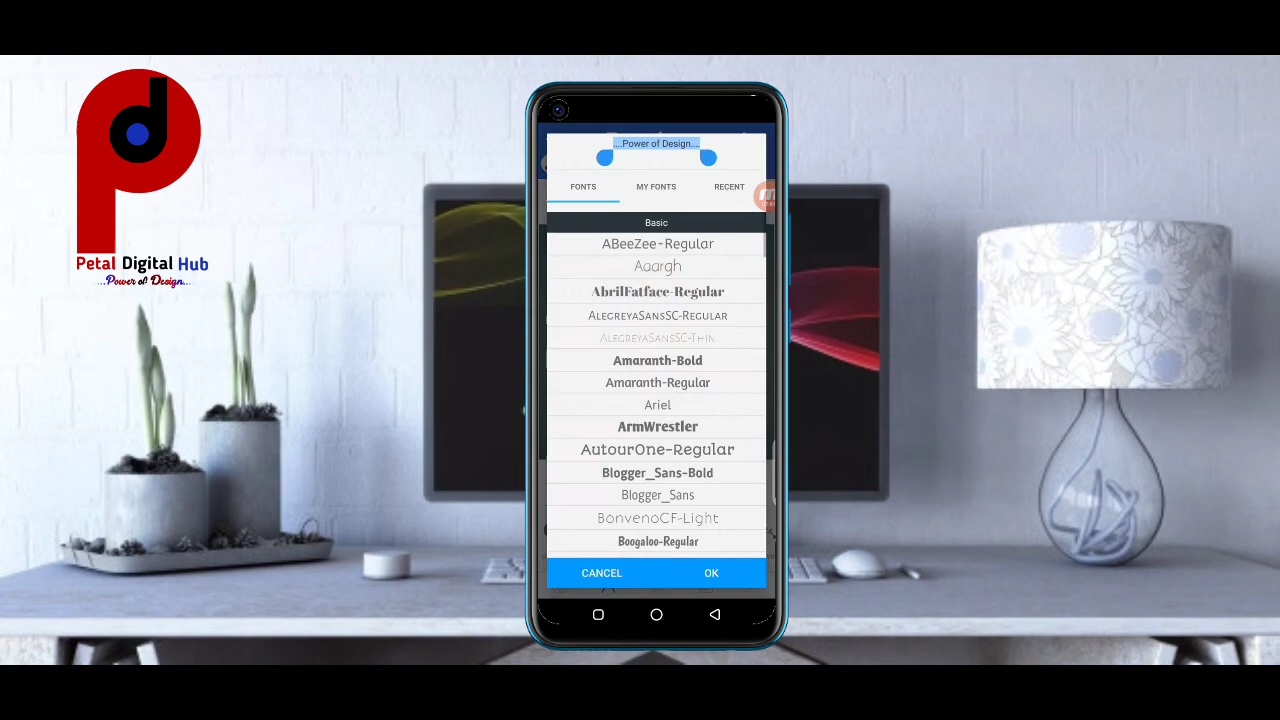 Petal Digital Hub
...Power of Design...
....Power of Design....
FONTS MY FONTS RECENT
Basic
ABeeZee-Regular
Aaargh
AbrilFatface-Regular
AlegreyaSansSC-Regular
AlegreyaSansSC-Thin
Amaranth-Bold
Amaranth-Regular
Ariel
ArmWrestler
AutourOne-Regular
Blogger_Sans-Bold
Blogger_Sans
BonvenoCF-Light
Boogaloo-Regular
CANCEL OK